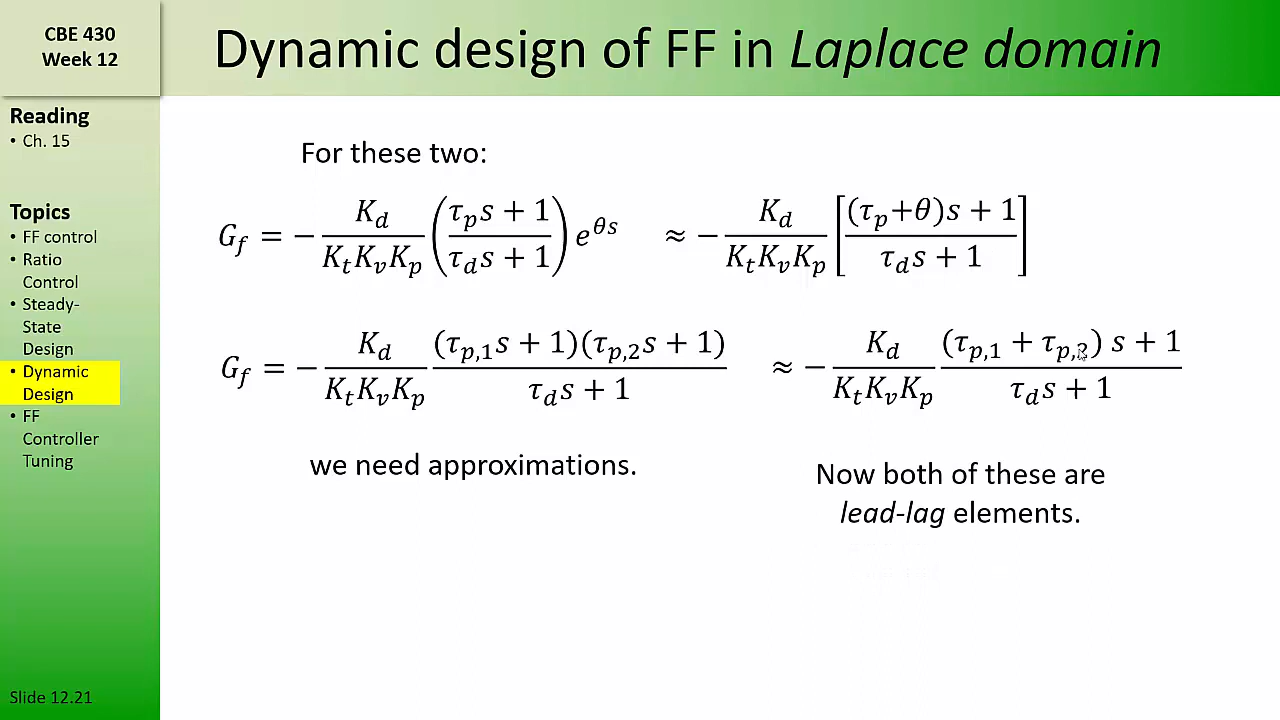 CBE 430
Week 12
Dynamic design of FF in Laplace domain
Reading
• Ch. 15
Topics
• FF control
• Ratio
Control
• Steady-
State
Design
• Dynamic
Design
• FF
Controller
Tuning
Slide 12.21
For these two:
G_f = − K_d / (K_t K_v K_p) ((τ_p s + 1) / (τ_d s + 1)) e^{θs} ≈ − K_d / (K_t K_v K_p) [((τ_p+θ)s + 1) / (τ_d s + 1)]
G_f = − K_d / (K_t K_v K_p) (τ_{p,1}s + 1)(τ_{p,2}s + 1) / (τ_d s + 1) ≈ − K_d / (K_t K_v K_p) ((τ_{p,1} + τ_{p,2}) s + 1) / (τ_d s + 1)
we need approximations.
Now both of these are
lead-lag elements.